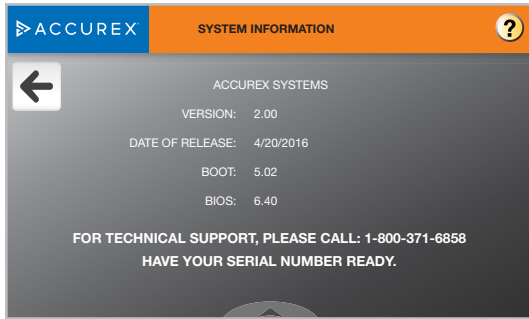 ACCUREX
SYSTEM INFORMATION
?
ACCUREX SYSTEMS
VERSION: 2.00
DATE OF RELEASE: 4/20/2016
BOOT: 5.02
BIOS: 6.40
FOR TECHNICAL SUPPORT, PLEASE CALL: 1-800-371-6858
HAVE YOUR SERIAL NUMBER READY.